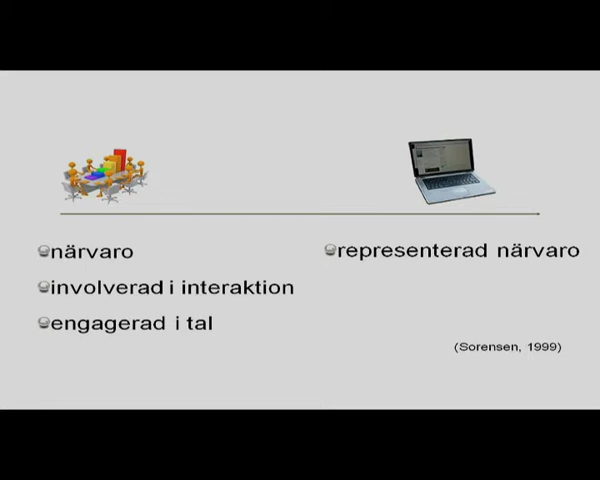 närvaro
representerad närvaro
involverad i interaktion
engagerad i tal
(Sorensen, 1999)